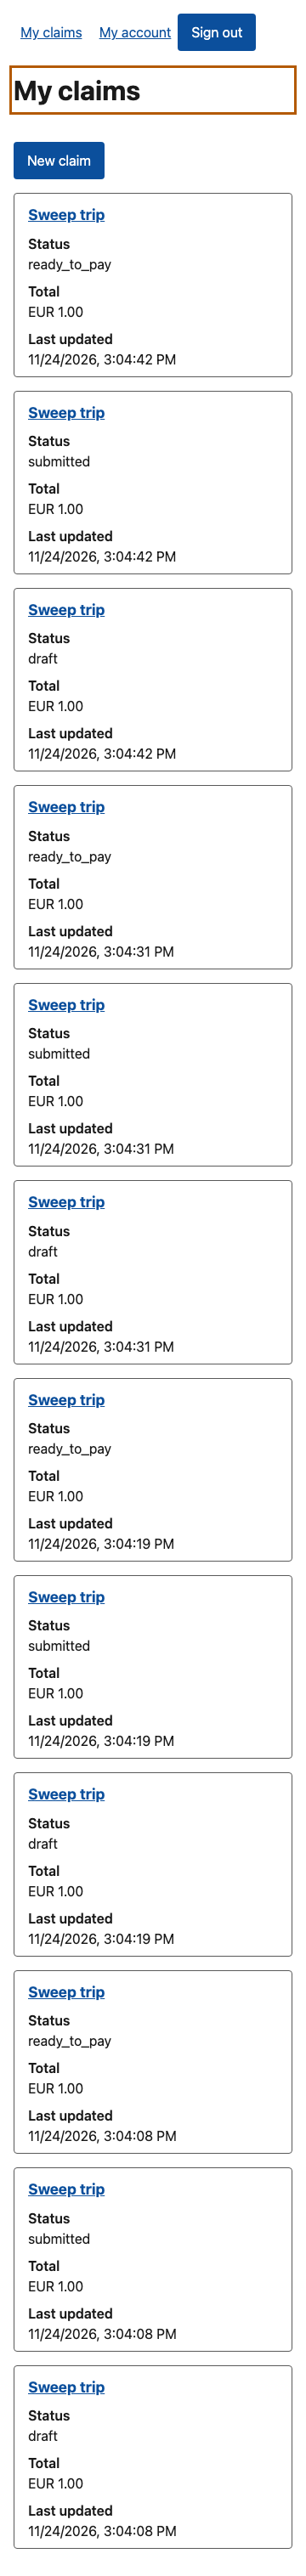 My claims My account Sign out
My claims
New claim
Sweep trip
Status
ready_to_pay
Total
EUR 1.00
Last updated
11/24/2026, 3:04:42 PM
Sweep trip
Status
submitted
Total
EUR 1.00
Last updated
11/24/2026, 3:04:42 PM
Sweep trip
Status
draft
Total
EUR 1.00
Last updated
11/24/2026, 3:04:42 PM
Sweep trip
Status
ready_to_pay
Total
EUR 1.00
Last updated
11/24/2026, 3:04:31 PM
Sweep trip
Status
submitted
Total
EUR 1.00
Last updated
11/24/2026, 3:04:31 PM
Sweep trip
Status
draft
Total
EUR 1.00
Last updated
11/24/2026, 3:04:31 PM
Sweep trip
Status
ready_to_pay
Total
EUR 1.00
Last updated
11/24/2026, 3:04:19 PM
Sweep trip
Status
submitted
Total
EUR 1.00
Last updated
11/24/2026, 3:04:19 PM
Sweep trip
Status
draft
Total
EUR 1.00
Last updated
11/24/2026, 3:04:19 PM
Sweep trip
Status
ready_to_pay
Total
EUR 1.00
Last updated
11/24/2026, 3:04:08 PM
Sweep trip
Status
submitted
Total
EUR 1.00
Last updated
11/24/2026, 3:04:08 PM
Sweep trip
Status
draft
Total
EUR 1.00
Last updated
11/24/2026, 3:04:08 PM